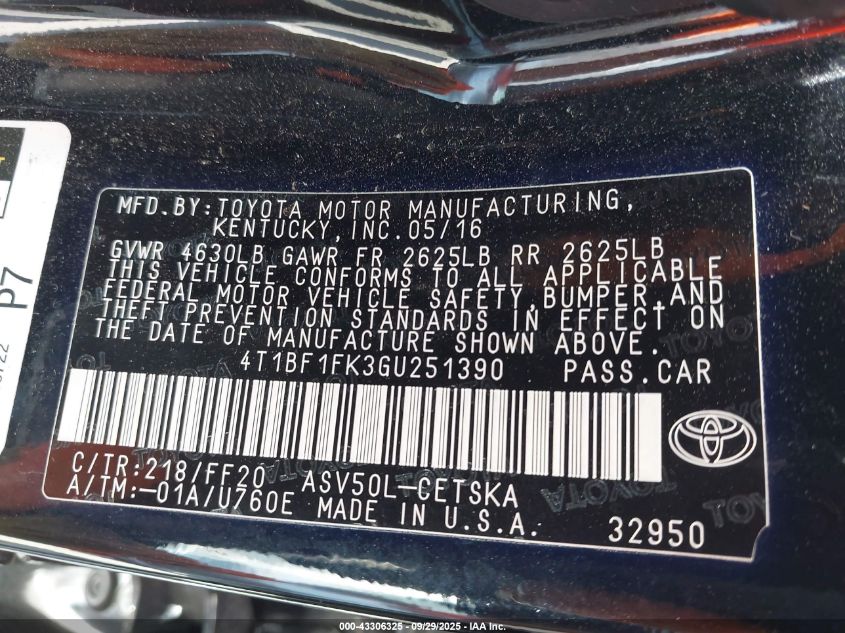 MFD.BY:TOYOTA MOTOR MANUFACTURING,
KENTUCKY, INC.05/16
GVWR 4630LB GAWR FR 2625LB RR 2625LB
THIS VEHICLE CONFORMS TO ALL APPLICABLE
FEDERAL MOTOR VEHICLE SAFETY,BUMPER,AND
THEFT PREVENTION STANDARDS IN EFFECT ON
THE DATE OF MANUFACTURE SHOWN ABOVE.
4T1BF1FK3GU251390 PASS.CAR
C/TR:218/FF20 ASV50L-CETSKA
A/TM:-01A/U760E MADE IN U.S.A.
32950
P7
000-43306325 - 09/29/2025 - IAA Inc.